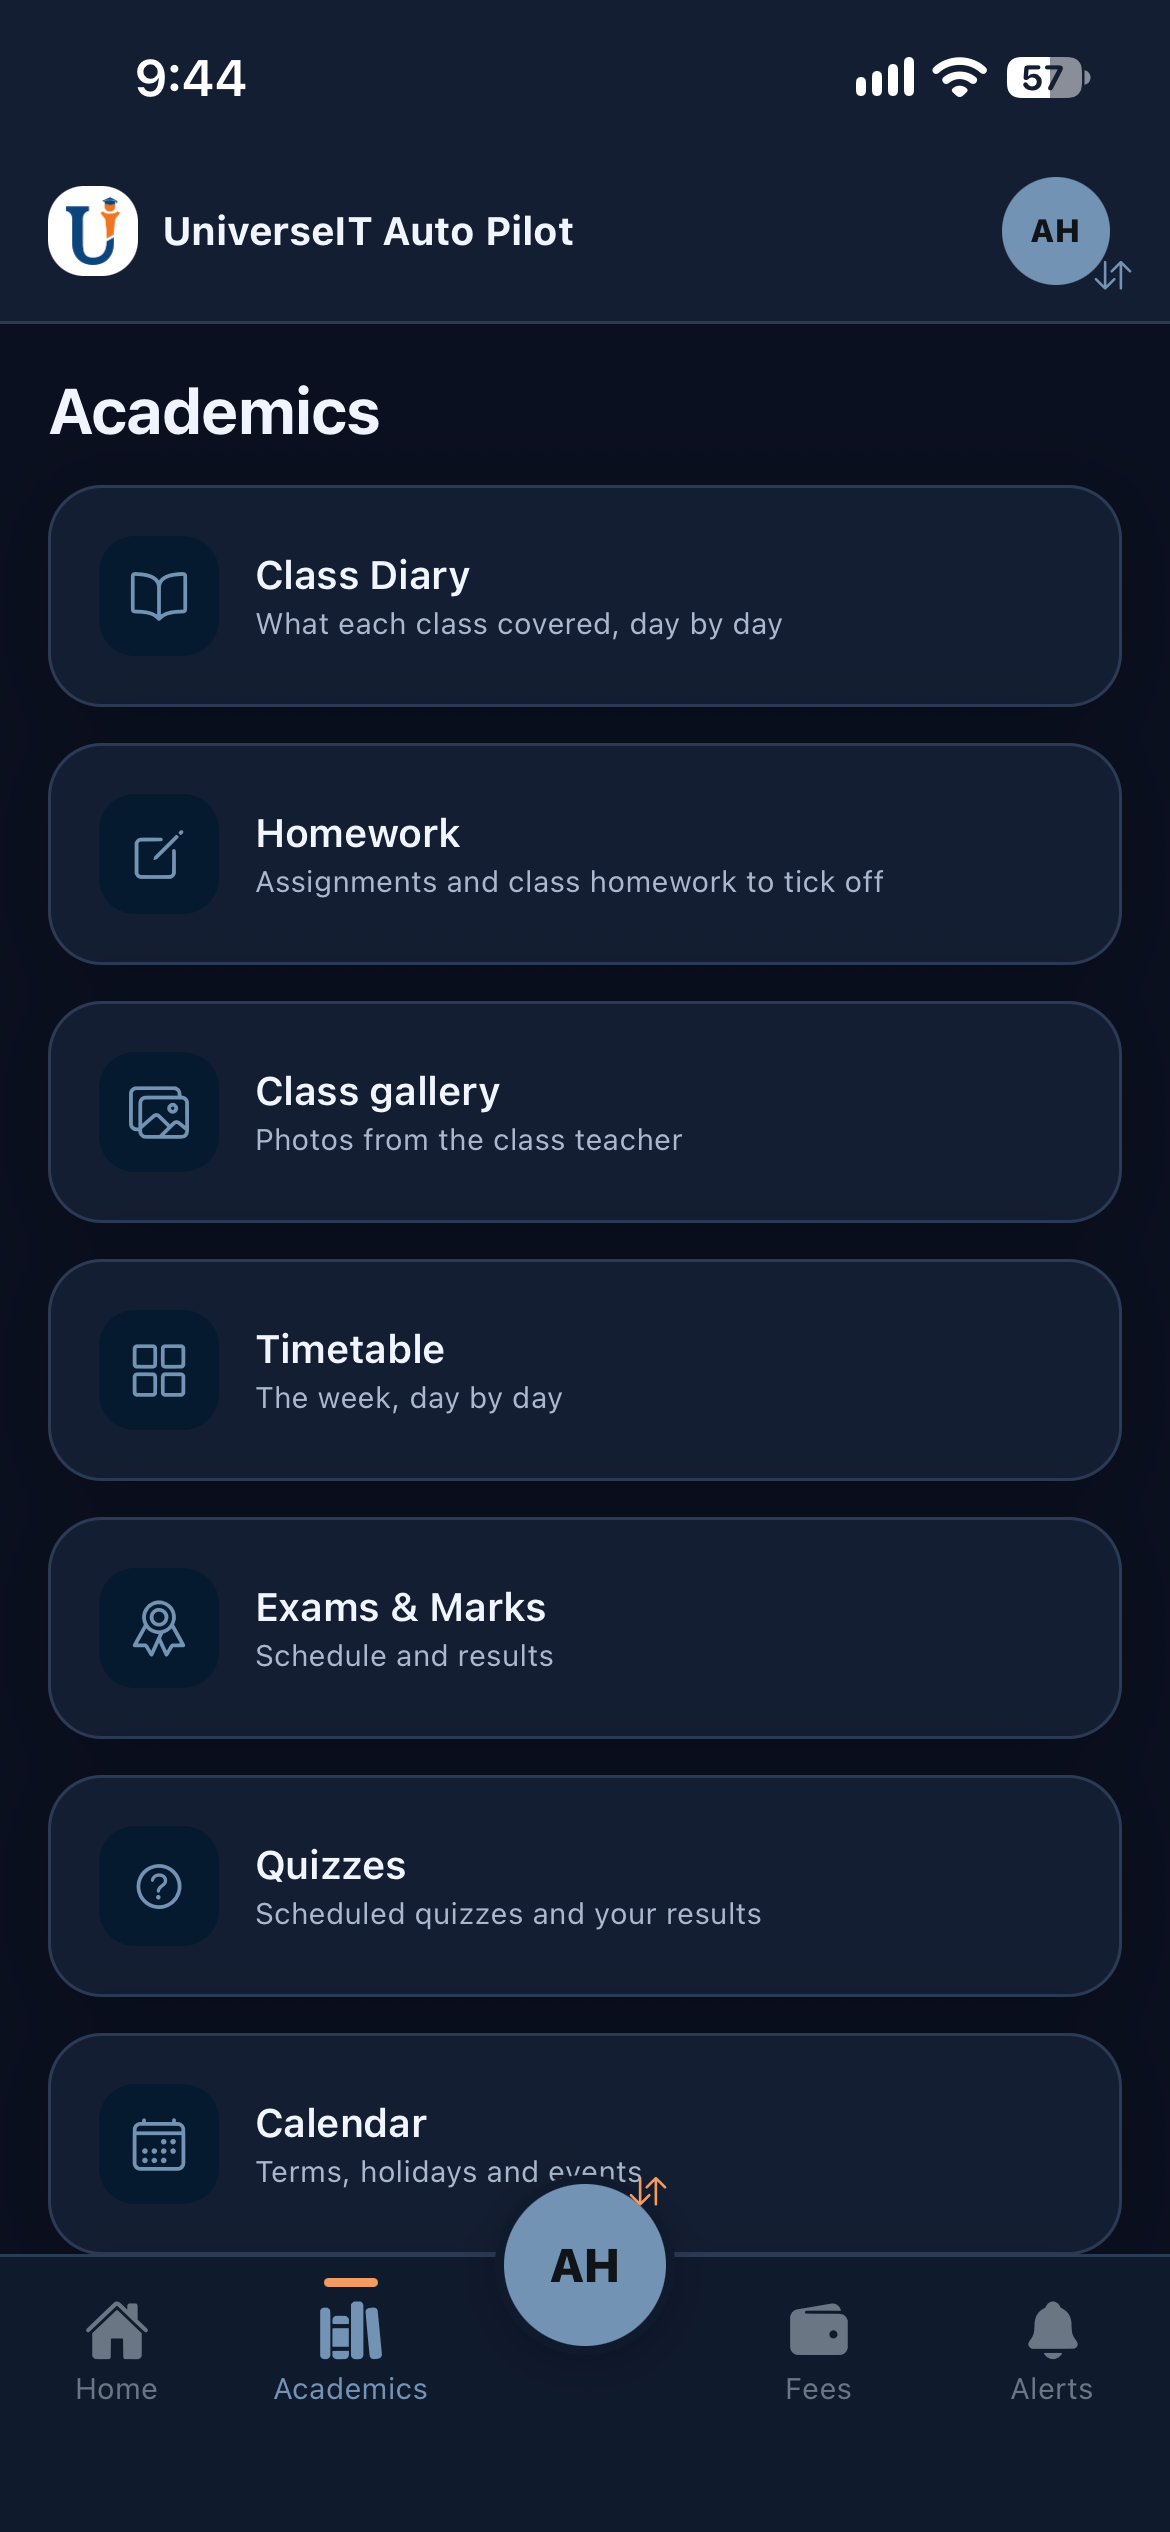 9:44
57
UniverseIT Auto Pilot
AH
Academics
Class Diary
What each class covered, day by day
Homework
Assignments and class homework to tick off
Class gallery
Photos from the class teacher
Timetable
The week, day by day
Exams & Marks
Schedule and results
Quizzes
Scheduled quizzes and your results
Calendar
Terms, holidays and events
AH
Home
Academics
Fees
Alerts